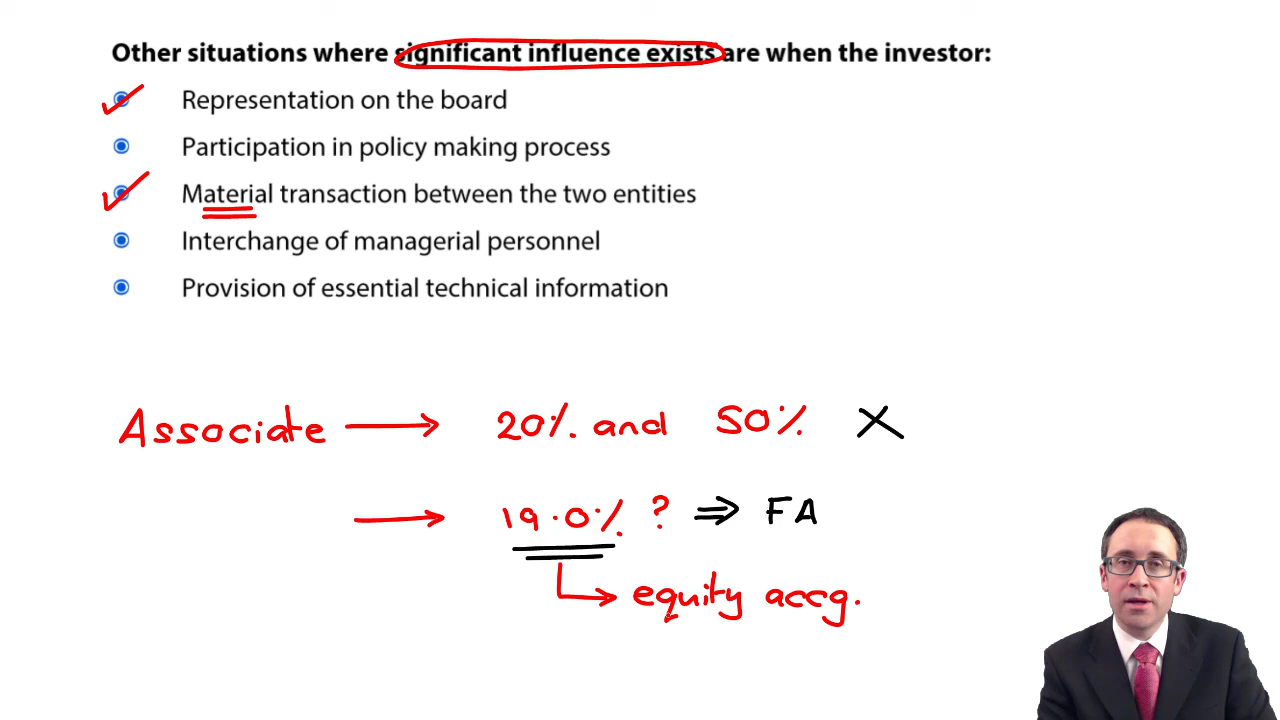 Other situations where significant influence exists are when the investor:
Representation on the board
Participation in policy making process
Material transaction between the two entities
Interchange of managerial personnel
Provision of essential technical information
Associate → 20% and 50% X
→ 19.0% ? ⇒ FA
equity accg.